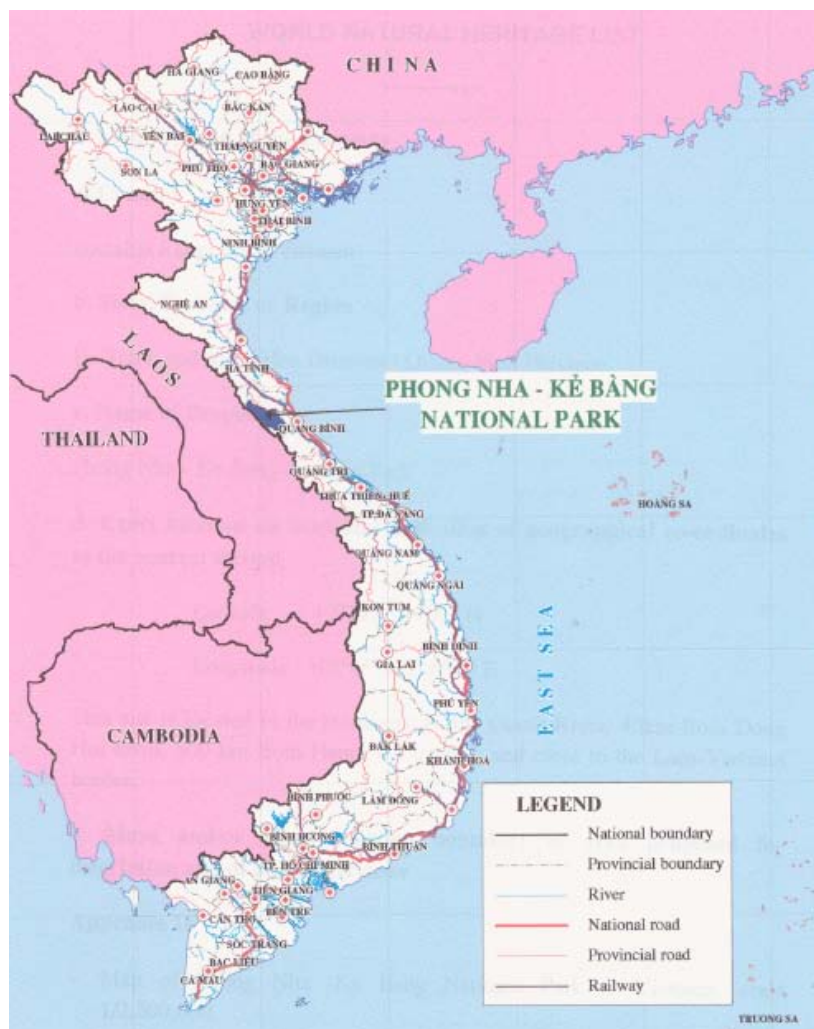 WORLD NATURAL HERITAGE LIST
CHINA
HÀ GIANG
CAO BẰNG
LÀO CAI
BẮC KẠN
LAI CHÂU
YÊN BÁI
THÁI NGUYÊN
PHÚ THỌ
BẮC GIANG
SƠN LA
HƯNG YÊN
THÁI BÌNH
NINH BÌNH
NGHỆ AN
LAOS
HÀ TĨNH
PHONG NHA - KẺ BÀNG
NATIONAL PARK
THAILAND
QUẢNG BÌNH
QUẢNG TRỊ
THỪA THIÊN HUẾ
HOÀNG SA
TP.ĐÀ NẴNG
QUẢNG NAM
QUẢNG NGÃI
KON TUM
BÌNH ĐỊNH
GIA LAI
EAST SEA
PHÚ YÊN
CAMBODIA
ĐẮK LẮK
KHÁNH HOÀ
BÌNH PHƯỚC
LÂM ĐỒNG
BÌNH DƯƠNG
BÌNH THUẬN
TP. HỒ CHÍ MINH
AN GIANG
TIỀN GIANG
CẦN THƠ
BẾN TRE
SÓC TRĂNG
BẠC LIÊU
CÀ MAU
LEGEND
National boundary
Provincial boundary
River
National road
Provincial road
Railway
TRUONG SA